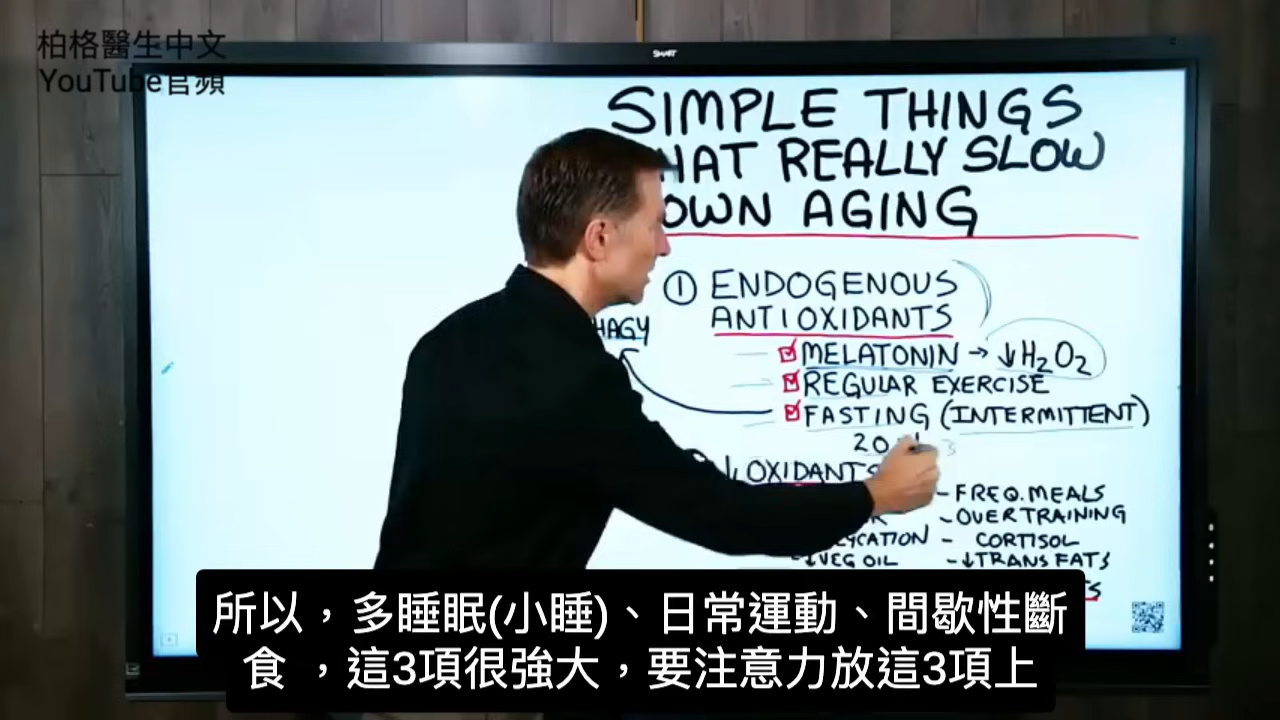 柏格醫生中文
YouTube官頻
SMART
SIMPLE THINGS
HAT REALLY SLOW
OWN AGING
① ENDOGENOUS
ANTIOXIDANTS
HAGY
MELATONIN → ↓H₂O₂
REGULAR EXERCISE
FASTING (INTERMITTENT)
20
↓ OXIDANTS
- FREQ. MEALS
- OVERTRAINING
YCATION - CORTISOL
↓VEG OIL - ↓TRANS FATS
所以，多睡眠(小睡)、日常運動、間歇性斷
食 ，這3項很強大，要注意力放這3項上